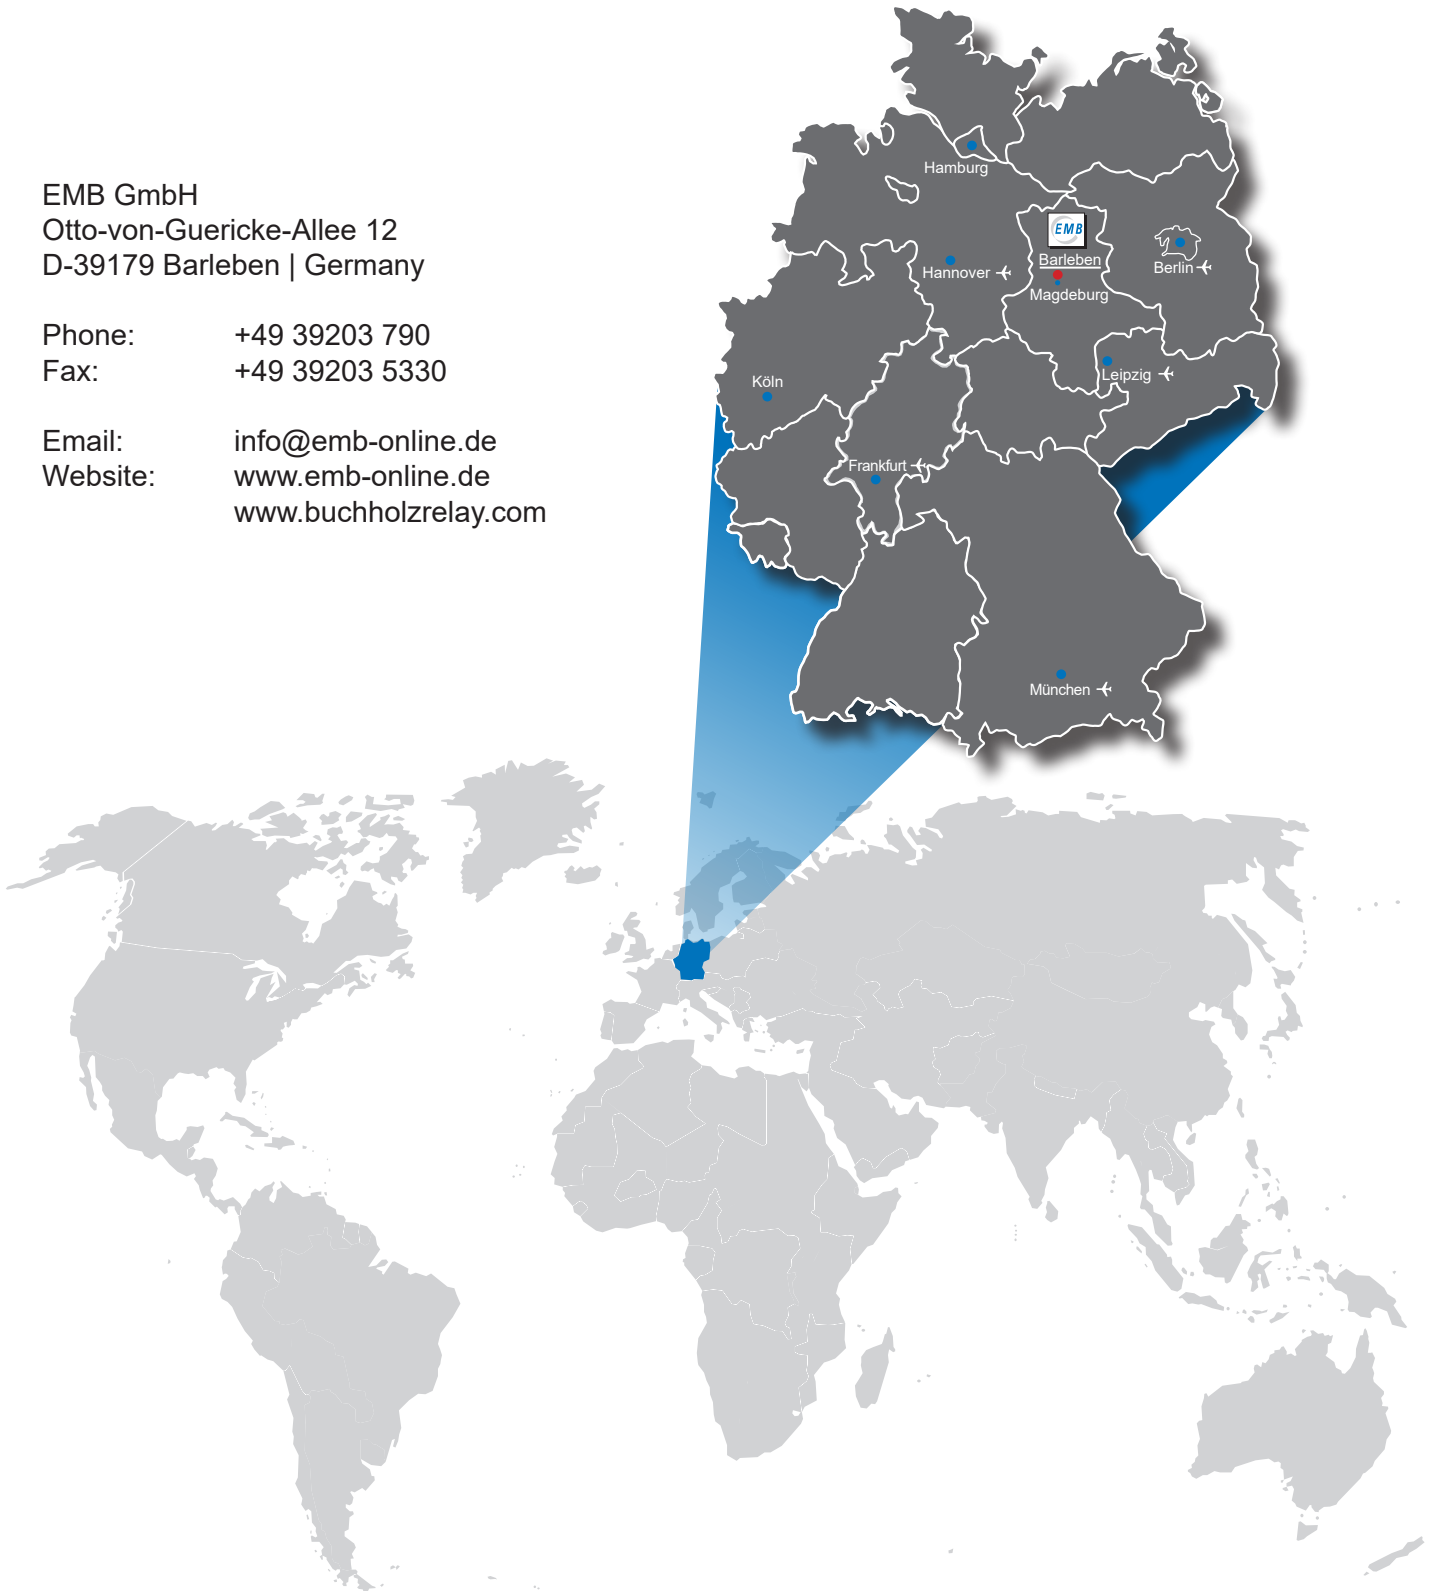 EMB GmbH
Otto-von-Guericke-Allee 12
D-39179 Barleben | Germany
Phone: +49 39203 790
Fax: +49 39203 5330
Email: info@emb-online.de
Website: www.emb-online.de
www.buchholzrelay.com
Hamburg
EMB
Barleben
Hannover
Berlin
Magdeburg
Leipzig
Köln
Frankfurt
München